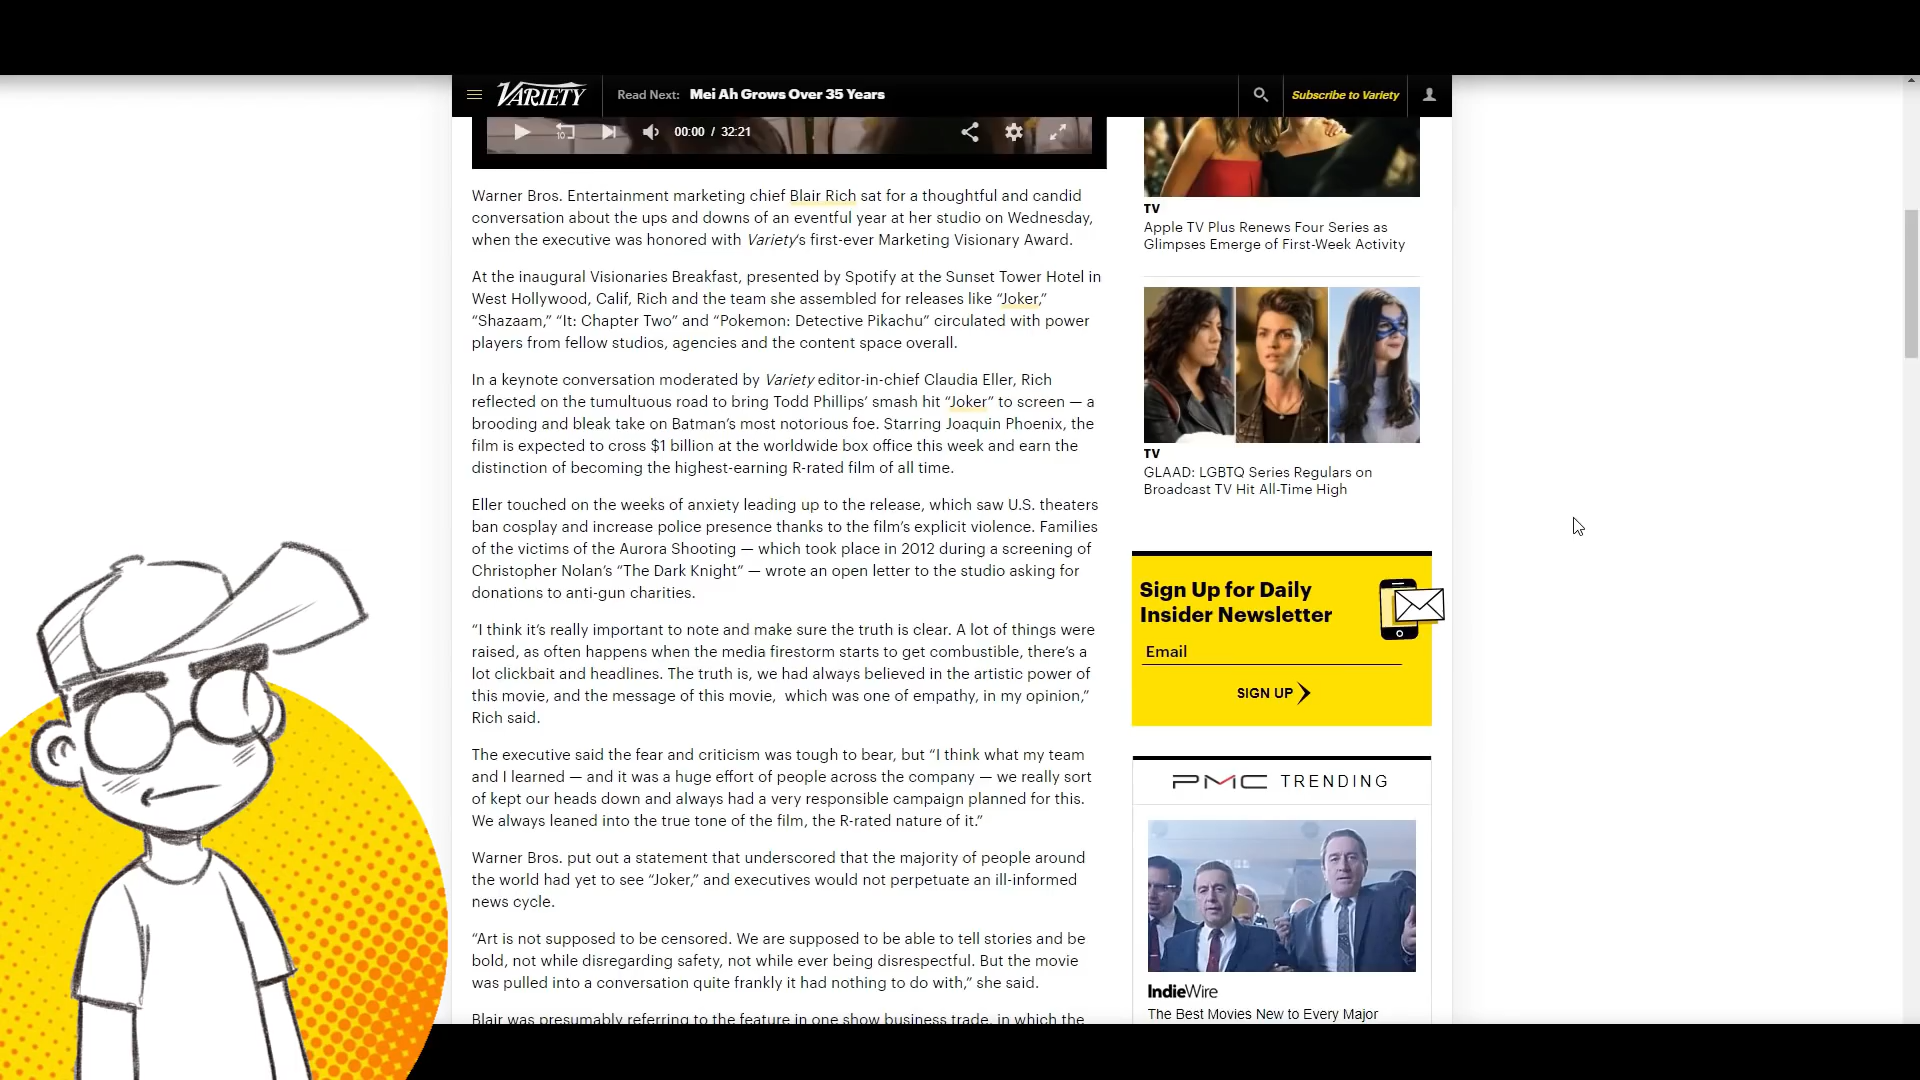 VARIETY
Read Next: Mei Ah Grows Over 35 Years
Subscribe to Variety
10
00:00 / 32:21
Warner Bros. Entertainment marketing chief Blair Rich sat for a thoughtful and candid
conversation about the ups and downs of an eventful year at her studio on Wednesday,
when the executive was honored with Variety's first-ever Marketing Visionary Award.
At the inaugural Visionaries Breakfast, presented by Spotify at the Sunset Tower Hotel in
West Hollywood, Calif, Rich and the team she assembled for releases like “Joker,”
“Shazaam,” “It: Chapter Two” and “Pokemon: Detective Pikachu” circulated with power
players from fellow studios, agencies and the content space overall.
In a keynote conversation moderated by Variety editor-in-chief Claudia Eller, Rich
reflected on the tumultuous road to bring Todd Phillips’ smash hit “Joker” to screen — a
brooding and bleak take on Batman’s most notorious foe. Starring Joaquin Phoenix, the
film is expected to cross $1 billion at the worldwide box office this week and earn the
distinction of becoming the highest-earning R-rated film of all time.
Eller touched on the weeks of anxiety leading up to the release, which saw U.S. theaters
ban cosplay and increase police presence thanks to the film’s explicit violence. Families
of the victims of the Aurora Shooting — which took place in 2012 during a screening of
Christopher Nolan’s “The Dark Knight” — wrote an open letter to the studio asking for
donations to anti-gun charities.
“I think it’s really important to note and make sure the truth is clear. A lot of things were
raised, as often happens when the media firestorm starts to get combustible, there’s a
lot clickbait and headlines. The truth is, we had always believed in the artistic power of
this movie, and the message of this movie, which was one of empathy, in my opinion,”
Rich said.
The executive said the fear and criticism was tough to bear, but “I think what my team
and I learned — and it was a huge effort of people across the company — we really sort
of kept our heads down and always had a very responsible campaign planned for this.
We always leaned into the true tone of the film, the R-rated nature of it.”
Warner Bros. put out a statement that underscored that the majority of people around
the world had yet to see “Joker,” and executives would not perpetuate an ill-informed
news cycle.
“Art is not supposed to be censored. We are supposed to be able to tell stories and be
bold, not while disregarding safety, not while ever being disrespectful. But the movie
was pulled into a conversation quite frankly it had nothing to do with,” she said.
Blair was presumably referring to the feature in one show business trade, in which the
TV
Apple TV Plus Renews Four Series as
Glimpses Emerge of First-Week Activity
TV
GLAAD: LGBTQ Series Regulars on
Broadcast TV Hit All-Time High
Sign Up for Daily
Insider Newsletter
Email
SIGN UP
PMC TRENDING
IndieWire
The Best Movies New to Every Major